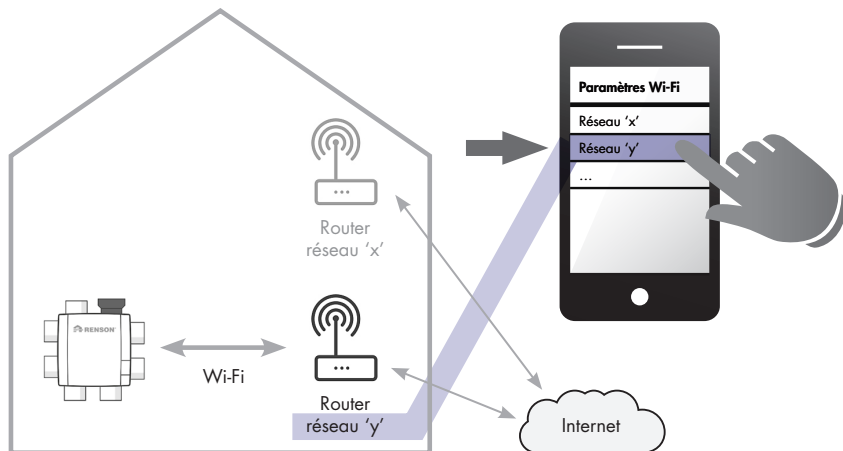 Paramètres Wi-Fi
Réseau 'x'
Réseau 'y'
...
Router
réseau 'x'
RENSON
Wi-Fi
Router
réseau 'y'
Internet